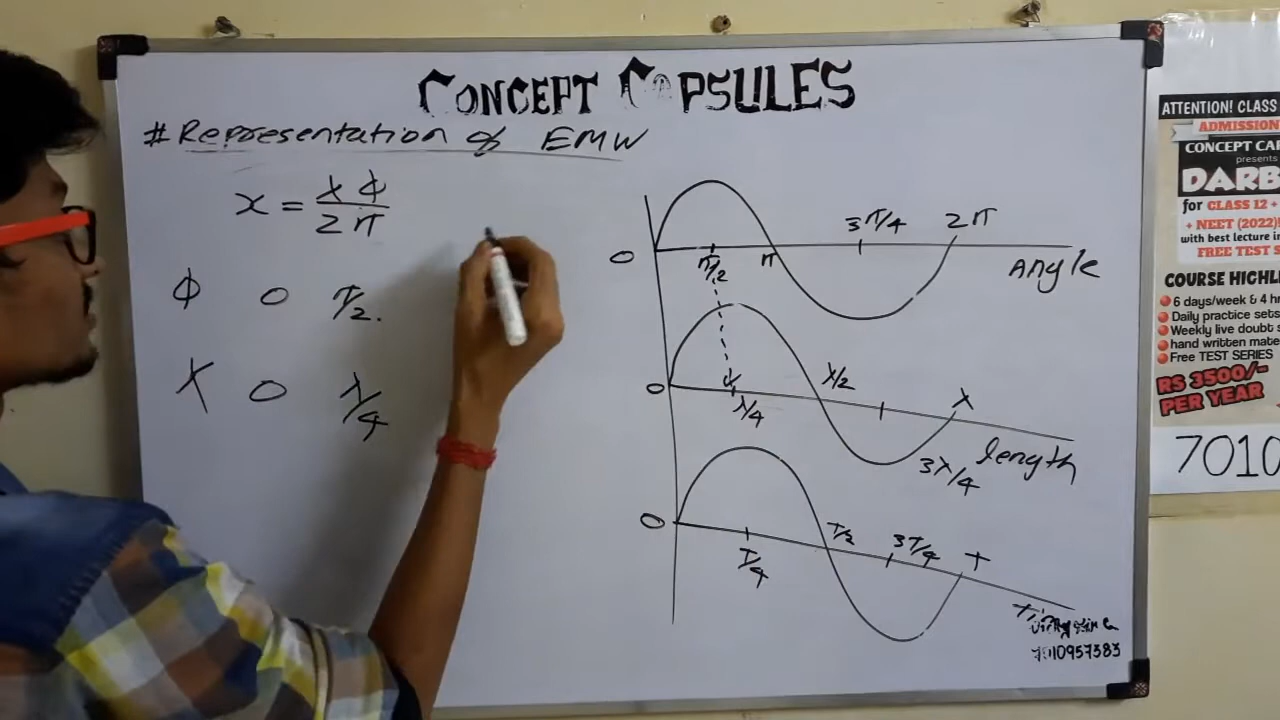 CONCEPT CAPSULES
# Representation of EMW
x = λϕ/2π
ϕ 0 π/2.
x 0 λ/4
0 π/2 π 3π/4 2π
Angle
0 λ/4 λ/2 3λ/4 λ
length
0 T/4 T/2 3T/4 T
7010957383
ATTENTION! CLASS
ADMISSION
CONCEPT CAP
presents
DARB
for CLASS 12 +
+ NEET (2022)!
with best lecture in
FREE TEST S
COURSE HIGHL
6 days/week & 4 h
Daily practice sets
Weekly live doubt s
hand written mate
Free TEST SERIES
RS 3500/-
PER YEAR
7010